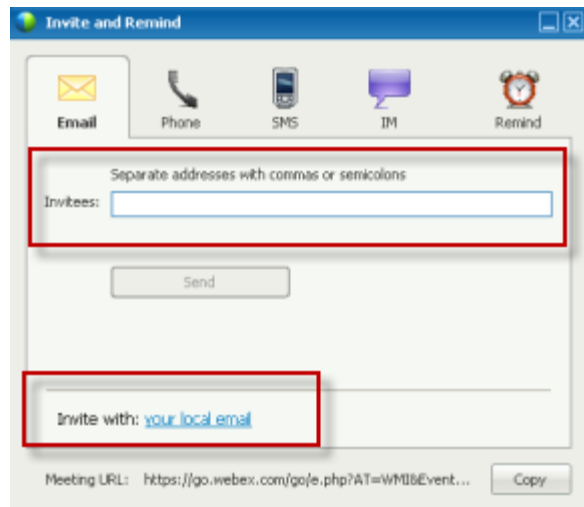 Invite and Remind
Email Phone SMS IM Remind
Separate addresses with commas or semicolons
Invitees:
Send
Invite with: your local email
Meeting URL: https://go.webex.com/go/e.php?AT=WMI&Event... Copy